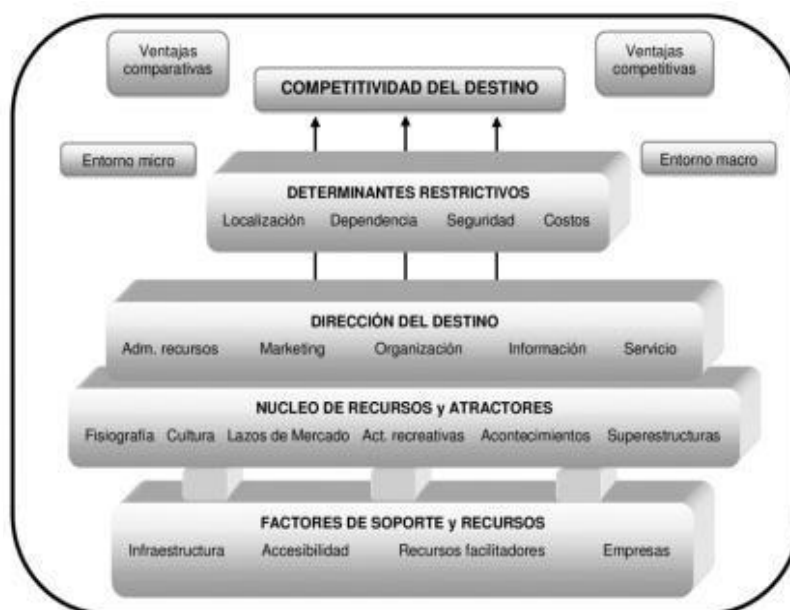 Ventajas
comparativas
Ventajas
competitivas
COMPETITIVIDAD DEL DESTINO
Entorno micro
Entorno macro
DETERMINANTES RESTRICTIVOS
Localización Dependencia Seguridad Costos
DIRECCIÓN DEL DESTINO
Adm. recursos Marketing Organización Información Servicio
NUCLEO DE RECURSOS y ATRACTORES
Fisiografía Cultura Lazos de Mercado Act. recreativas Acontecimientos Superestructuras
FACTORES DE SOPORTE y RECURSOS
Infraestructura Accesibilidad Recursos facilitadores Empresas